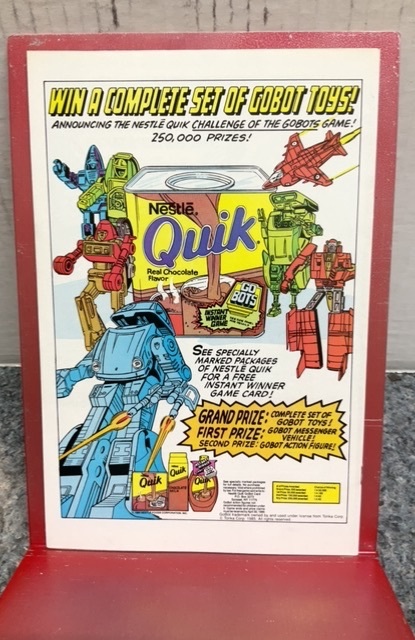 WIN A COMPLETE SET OF GOBOT TOYS!
ANNOUNCING THE NESTLÉ QUIK CHALLENGE OF THE GOBOTS GAME!
250,000 PRIZES!
Nestlé.
Quik
Real Chocolate
Flavor
GO
BOTS
INSTANT
WINNER
GAME
SEE SPECIALLY
MARKED PACKAGES
OF NESTLE QUIK
FOR A FREE
INSTANT WINNER
GAME CARD!
GRAND PRIZE: COMPLETE SET OF
GOBOT TOYS!
FIRST PRIZE: GOBOT MESSENGER
VEHICLE!
SECOND PRIZE: GOBOT ACTION FIGURE!
Quik
Quik
Quik